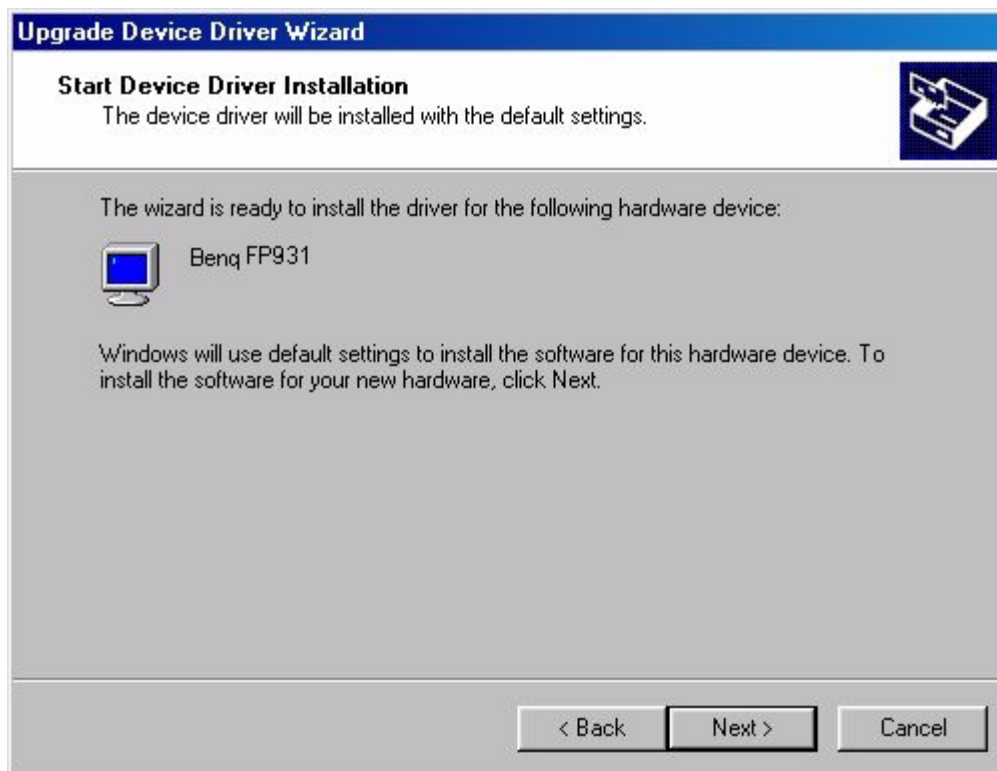 Upgrade Device Driver Wizard
Start Device Driver Installation
The device driver will be installed with the default settings.
The wizard is ready to install the driver for the following hardware device:
Benq FP931
Windows will use default settings to install the software for this hardware device. To
install the software for your new hardware, click Next.
< Back Next > Cancel